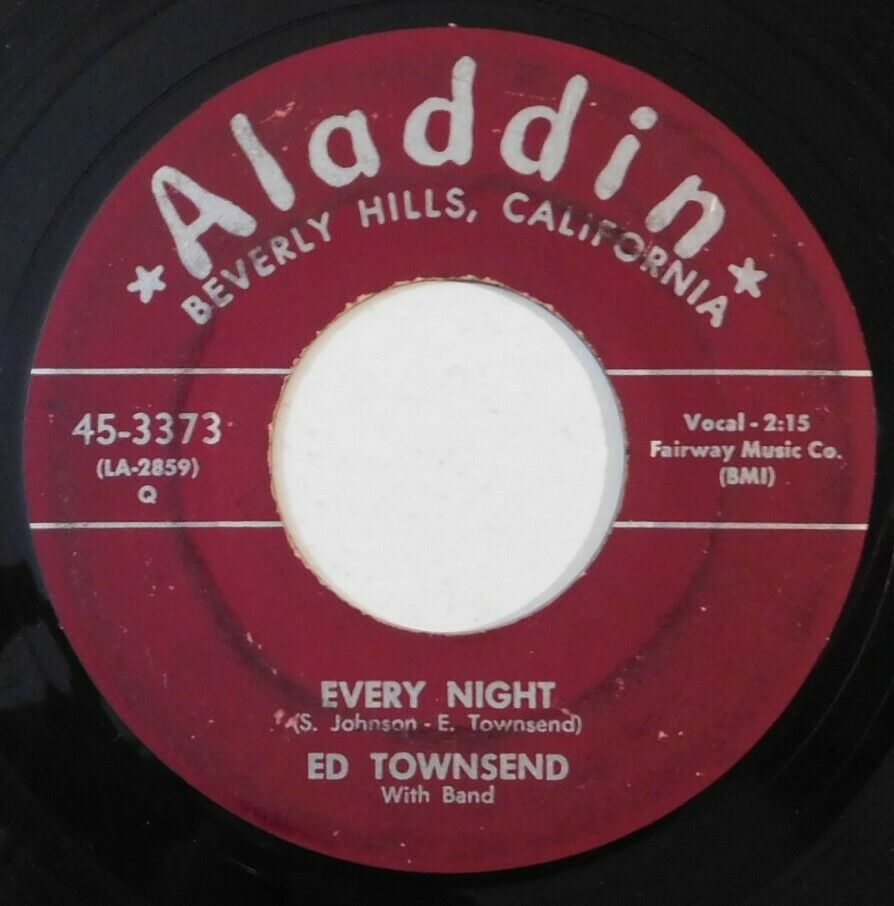 Aladdin
BEVERLY HILLS, CALIFORNIA
45-3373
(LA-2859)
Q
Vocal - 2:15
Fairway Music Co.
(BMI)
EVERY NIGHT
(S. Johnson - E. Townsend)
ED TOWNSEND
With Band